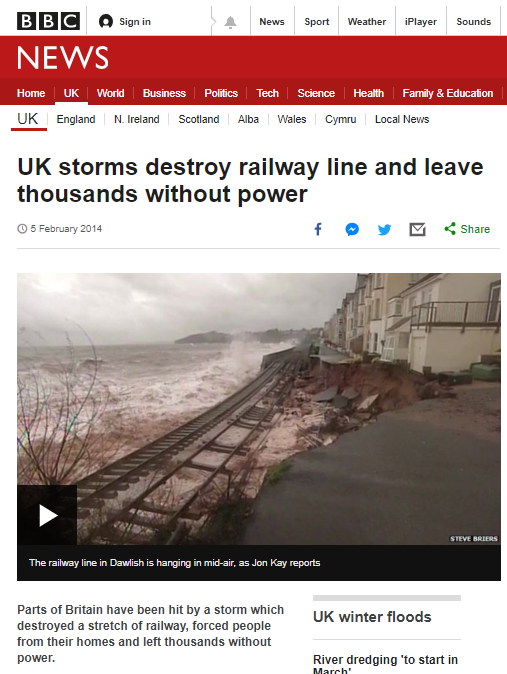 BBC Sign in News Sport Weather iPlayer Sounds
NEWS
Home UK World Business Politics Tech Science Health Family & Education
UK England N. Ireland Scotland Alba Wales Cymru Local News
UK storms destroy railway line and leave
thousands without power
5 February 2014 Share
STEVE BRIERS
The railway line in Dawlish is hanging in mid-air, as Jon Kay reports
Parts of Britain have been hit by a storm which
destroyed a stretch of railway, forced people
from their homes and left thousands without
power.
UK winter floods
River dredging 'to start in
March'